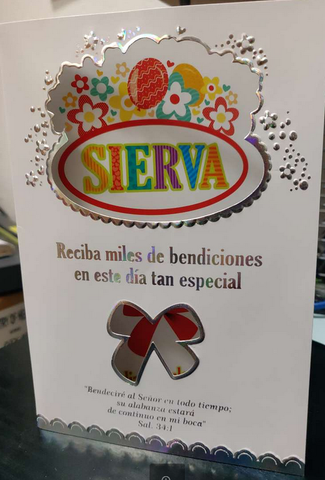 SIERVA
Reciba miles de bendiciones
en este día tan especial
"Bendeciré al Señor en todo tiempo;
su alabanza estará
de continuo en mi boca"
Sal. 34:1